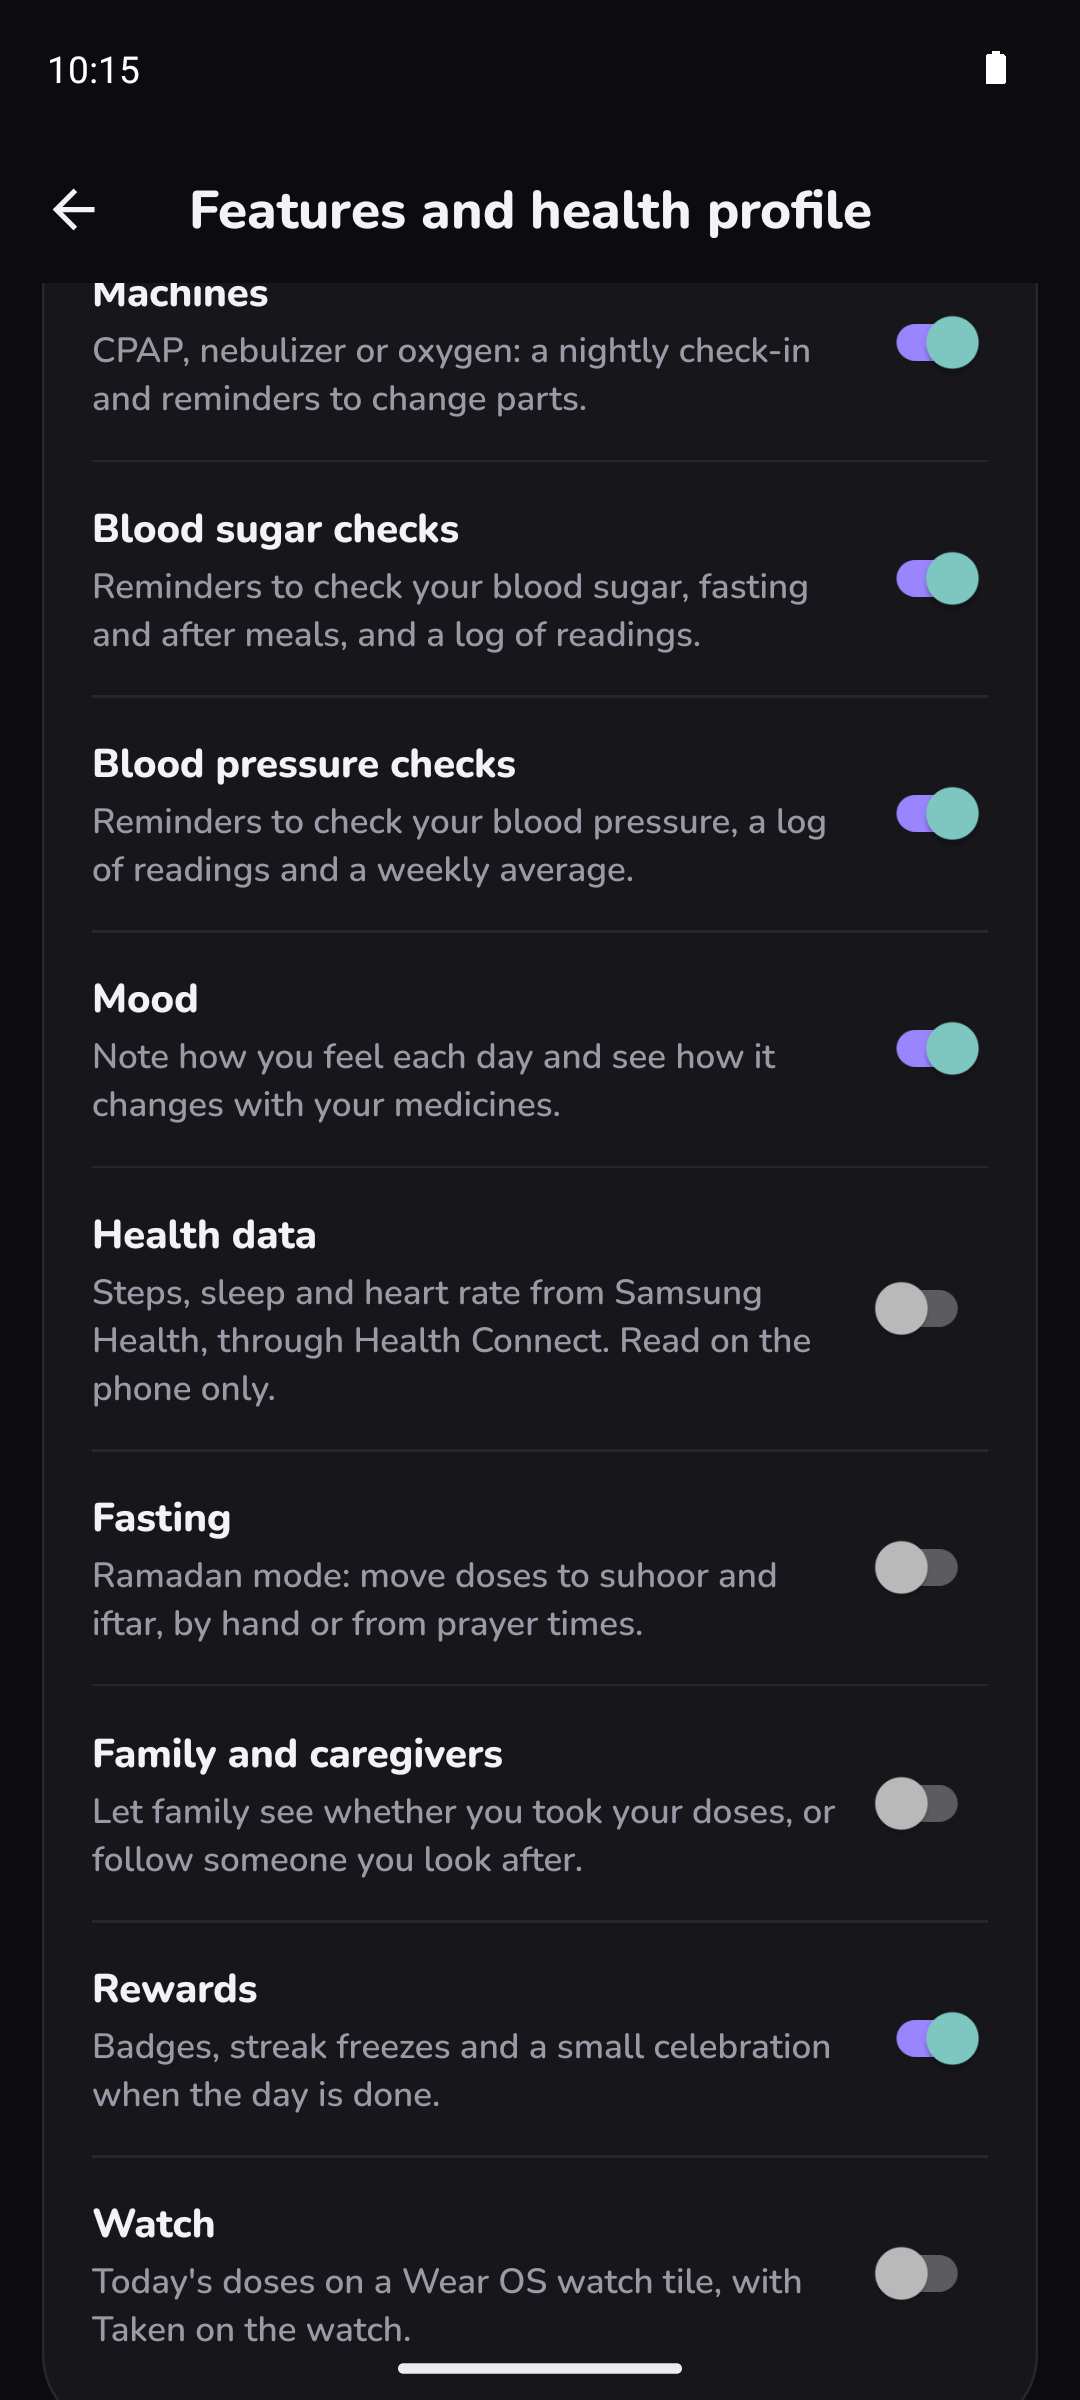 10:15
Features and health profile
Machines
CPAP, nebulizer or oxygen: a nightly check-in
and reminders to change parts.
Blood sugar checks
Reminders to check your blood sugar, fasting
and after meals, and a log of readings.
Blood pressure checks
Reminders to check your blood pressure, a log
of readings and a weekly average.
Mood
Note how you feel each day and see how it
changes with your medicines.
Health data
Steps, sleep and heart rate from Samsung
Health, through Health Connect. Read on the
phone only.
Fasting
Ramadan mode: move doses to suhoor and
iftar, by hand or from prayer times.
Family and caregivers
Let family see whether you took your doses, or
follow someone you look after.
Rewards
Badges, streak freezes and a small celebration
when the day is done.
Watch
Today's doses on a Wear OS watch tile, with
Taken on the watch.